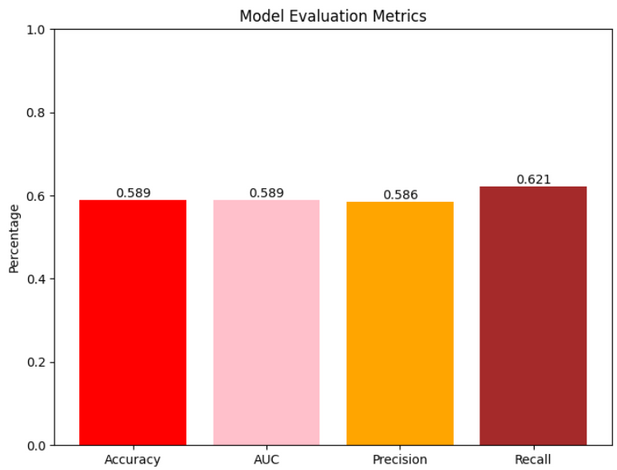 Model Evaluation Metrics
Percentage
1.0
0.8
0.6
0.4
0.2
0.0
0.589
0.589
0.586
0.621
Accuracy
AUC
Precision
Recall